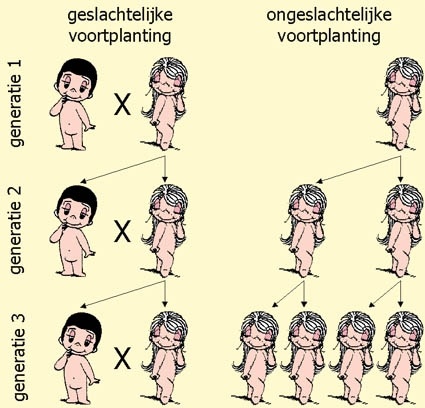 geslachtelijke
voortplanting
ongeslachtelijke
voortplanting
generatie 1
X
generatie 2
X
generatie 3
X